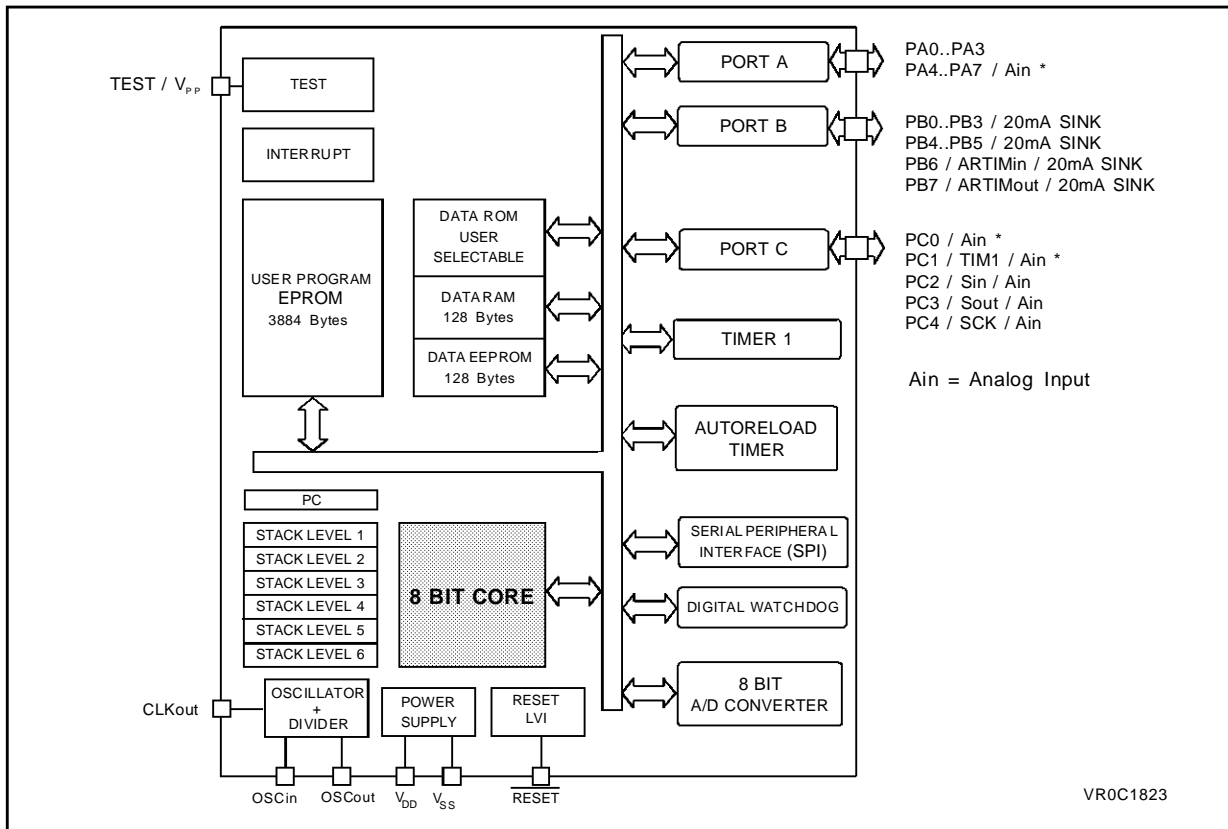 TEST / VPP
TEST
INTERRUPT
USER PROGRAM
EPROM
3884 Bytes
DATA ROM
USER
SELECTABLE
DATA RAM
128 Bytes
DATA EEPROM
128 Bytes
PC
STACK LEVEL 1
STACK LEVEL 2
STACK LEVEL 3
STACK LEVEL 4
STACK LEVEL 5
STACK LEVEL 6
8 BIT CORE
CLKout
OSCILLATOR
+
DIVIDER
POWER
SUPPLY
RESET
LVI
OSCin
OSCout
VDD
VSS
RESET
PORT A
PORT B
PORT C
TIMER 1
AUTORELOAD
TIMER
SERIAL PERIPHERAL
INTERFACE (SPI)
DIGITAL WATCHDOG
8 BIT
A/D CONVERTER
PA0..PA3
PA4..PA7 / Ain *
PB0..PB3 / 20mA SINK
PB4..PB5 / 20mA SINK
PB6 / ARTIMin / 20mA SINK
PB7 / ARTIMout / 20mA SINK
PC0 / Ain *
PC1 / TIM1 / Ain *
PC2 / Sin / Ain
PC3 / Sout / Ain
PC4 / SCK / Ain
Ain = Analog Input
VR0C1823